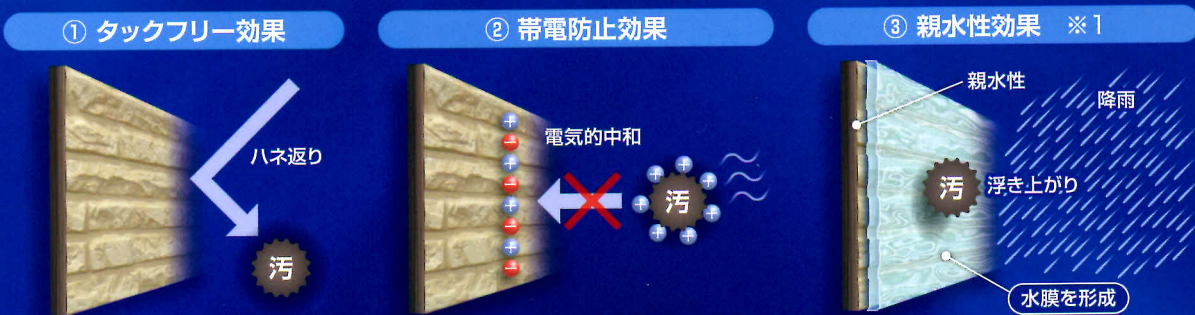 ① タックフリー効果
ハネ返り
汚
② 帯電防止効果
電気的中和
+
−
+
−
+
−
+
−
+
+
+
+
+
+
+
汚
③ 親水性効果 ※1
親水性
降雨
汚
浮き上がり
水膜を形成